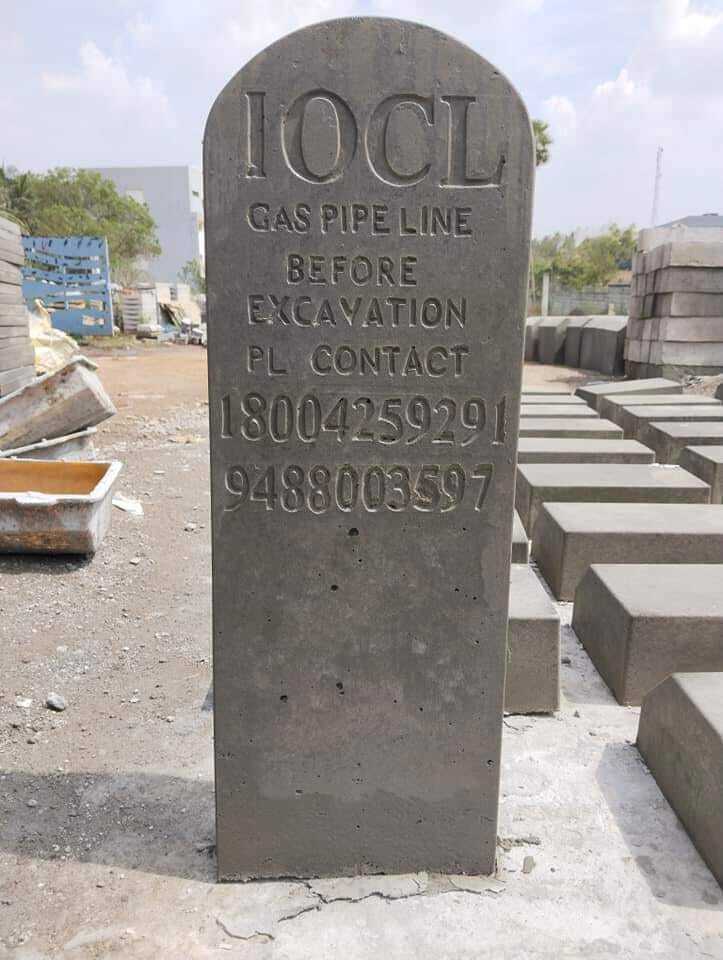 IOCL
GAS PIPE LINE
BEFORE
EXCAVATION
PL CONTACT
18004259291
9488003597